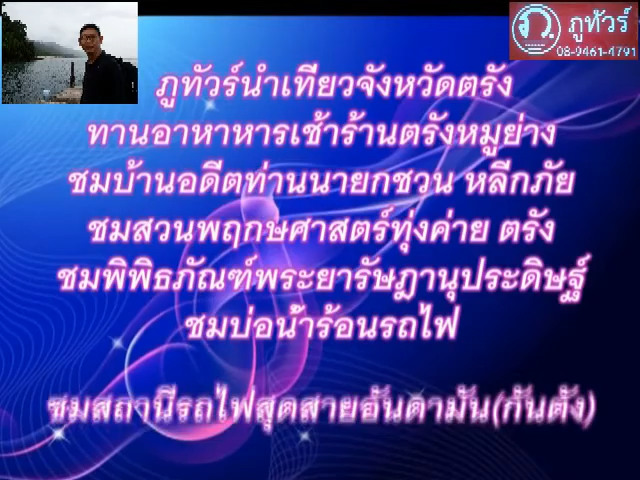 ภ.
ภูทัวร์
08-9461-4791
ภูทัวร์นำเทียวจังหวัดตรัง
ทานอาหาหารเช้าร้านตรังหมูย่าง
ชมบ้านอดีตท่านนายกชวน หลีกภัย
ชมสวนพฤกษศาสตร์ทุ่งค่าย ตรัง
ชมพิพิธภัณฑ์พระยารัษฎานุประดิษฐ์
ชมบ่อน้ำร้อนรถไฟ
ชมสถานีรถไฟสุดสายอันดามัน(กันตัง)